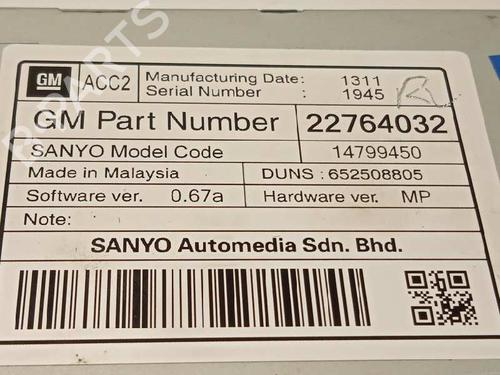 GM ACC2 Manufacturing Date: 1311
Serial Number : 1945 R
GM Part Number 22764032
SANYO Model Code 14799450
Made in Malaysia DUNS : 652508805
Software ver. 0.67a Hardware ver. MP
Note:
SANYO Automedia Sdn. Bhd.